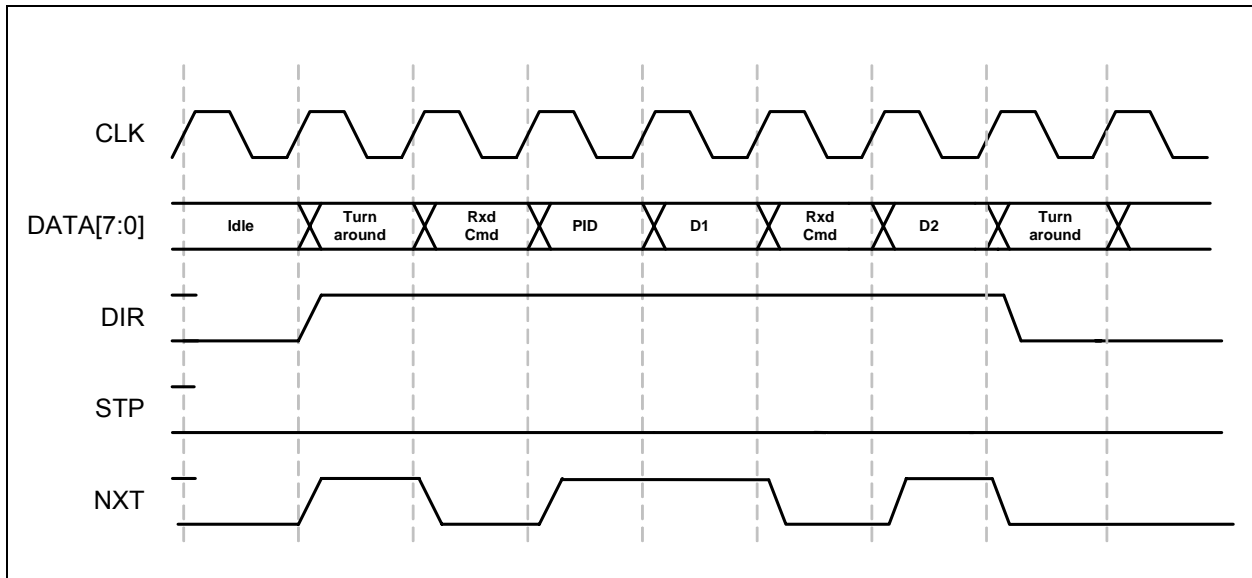 CLK
DATA[7:0]
Idle
Turn
around
Rxd
Cmd
PID
D1
Rxd
Cmd
D2
Turn
around
DIR
STP
NXT